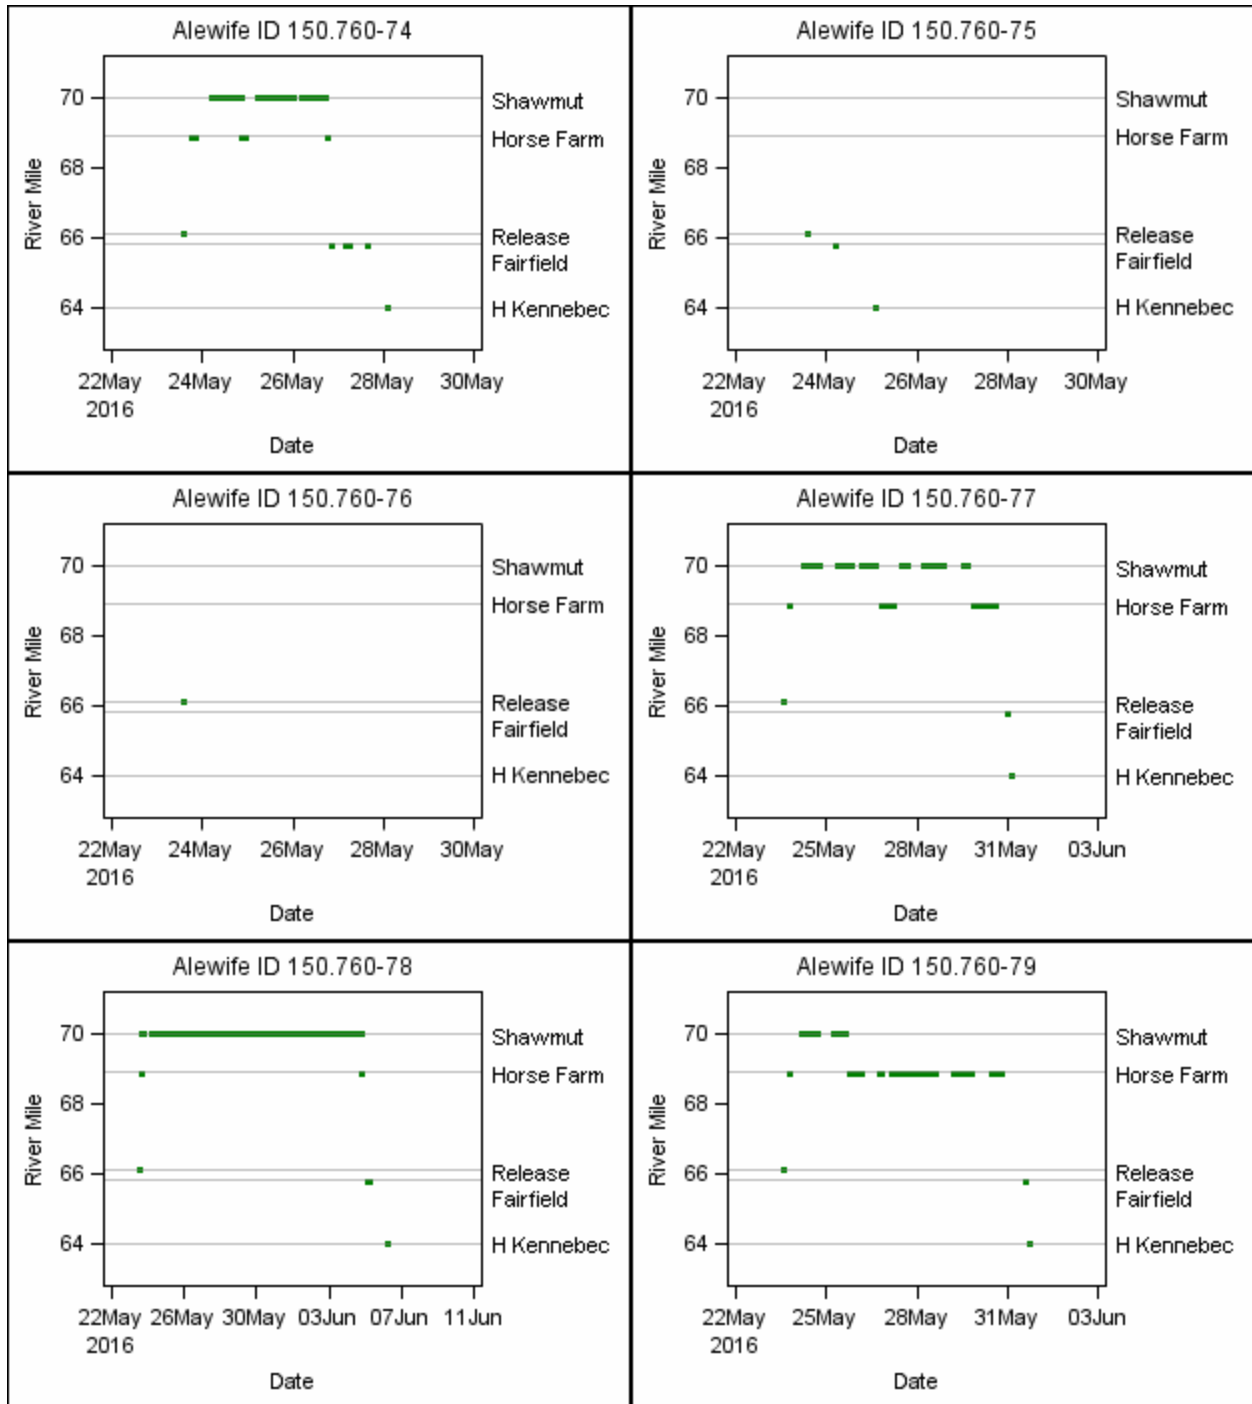 Alewife ID 150.760-74
70
68
66
64
River Mile
Shawmut
Horse Farm
Release
Fairfield
H Kennebec
22May 24May 26May 28May 30May
2016
Date
Alewife ID 150.760-75
70
68
66
64
River Mile
Shawmut
Horse Farm
Release
Fairfield
H Kennebec
22May 24May 26May 28May 30May
2016
Date
Alewife ID 150.760-76
70
68
66
64
River Mile
Shawmut
Horse Farm
Release
Fairfield
H Kennebec
22May 24May 26May 28May 30May
2016
Date
Alewife ID 150.760-77
70
68
66
64
River Mile
Shawmut
Horse Farm
Release
Fairfield
H Kennebec
22May 25May 28May 31May 03Jun
2016
Date
Alewife ID 150.760-78
70
68
66
64
River Mile
Shawmut
Horse Farm
Release
Fairfield
H Kennebec
22May 26May 30May 03Jun 07Jun 11Jun
2016
Date
Alewife ID 150.760-79
70
68
66
64
River Mile
Shawmut
Horse Farm
Release
Fairfield
H Kennebec
22May 25May 28May 31May 03Jun
2016
Date